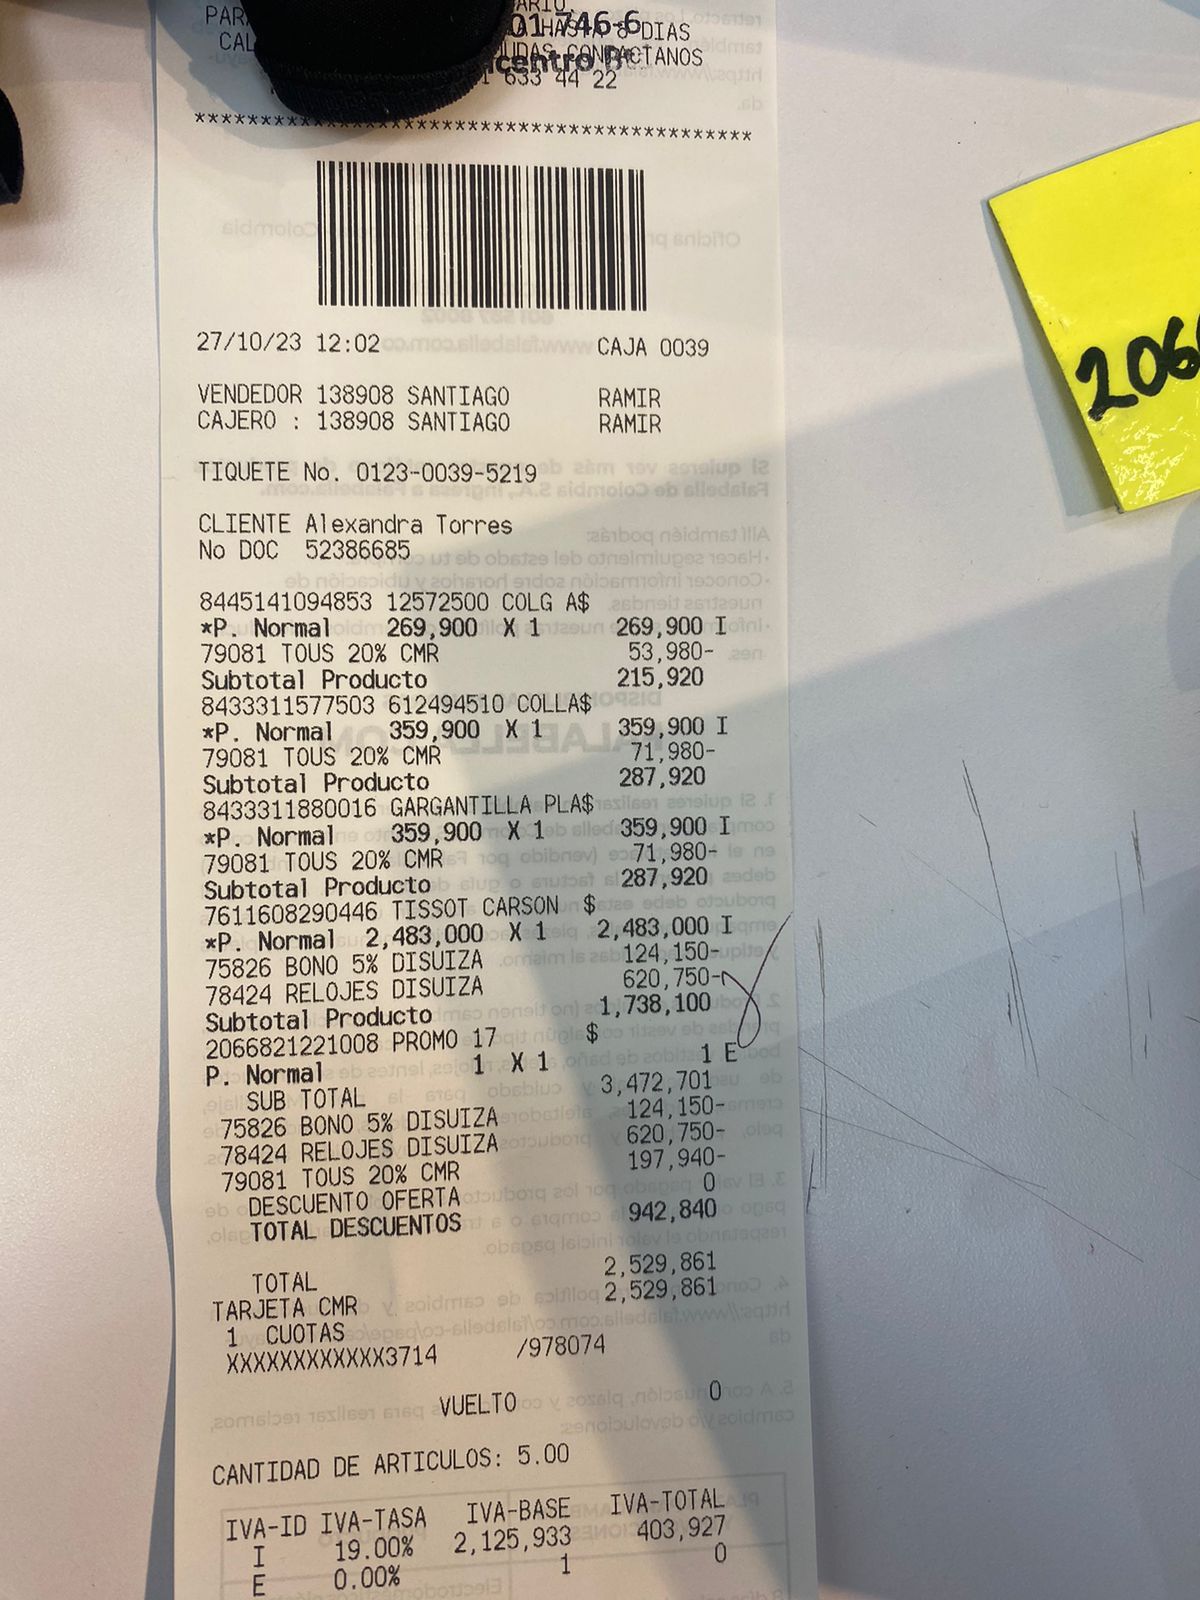 PAR
01 746-6
A HASTA 8 DIAS
CAL
DUDAS CONTACTANOS
centro B
1 633 44 22
*******************************************
27/10/23 12:02 CAJA 0039
VENDEDOR 138908 SANTIAGO RAMIR
CAJERO : 138908 SANTIAGO RAMIR
TIQUETE No. 0123-0039-5219
CLIENTE Alexandra Torres
No DOC 52386685
8445141094853 12572500 COLG A$
*P. Normal 269,900 X 1 269,900 I
79081 TOUS 20% CMR 53,980-
Subtotal Producto 215,920
8433311577503 612494510 COLLA$
*P. Normal 359,900 X 1 359,900 I
79081 TOUS 20% CMR 71,980-
Subtotal Producto 287,920
8433311880016 GARGANTILLA PLA$
*P. Normal 359,900 X 1 359,900 I
79081 TOUS 20% CMR 71,980-
Subtotal Producto 287,920
7611608290446 TISSOT CARSON $
*P. Normal 2,483,000 X 1 2,483,000 I
75826 BONO 5% DISUIZA 124,150-
78424 RELOJES DISUIZA 620,750-
Subtotal Producto 1,738,100
2066821221008 PROMO 17 $
P. Normal 1 X 1 1 E
SUB TOTAL 3,472,701
75826 BONO 5% DISUIZA 124,150-
78424 RELOJES DISUIZA 620,750-
79081 TOUS 20% CMR 197,940-
DESCUENTO OFERTA 0
TOTAL DESCUENTOS 942,840
TOTAL 2,529,861
TARJETA CMR 2,529,861
1 CUOTAS
XXXXXXXXXXXX3714 /978074
VUELTO 0
CANTIDAD DE ARTICULOS: 5.00
IVA-ID IVA-TASA IVA-BASE IVA-TOTAL
I 19.00% 2,125,933 403,927
E 0.00% 1 0
206